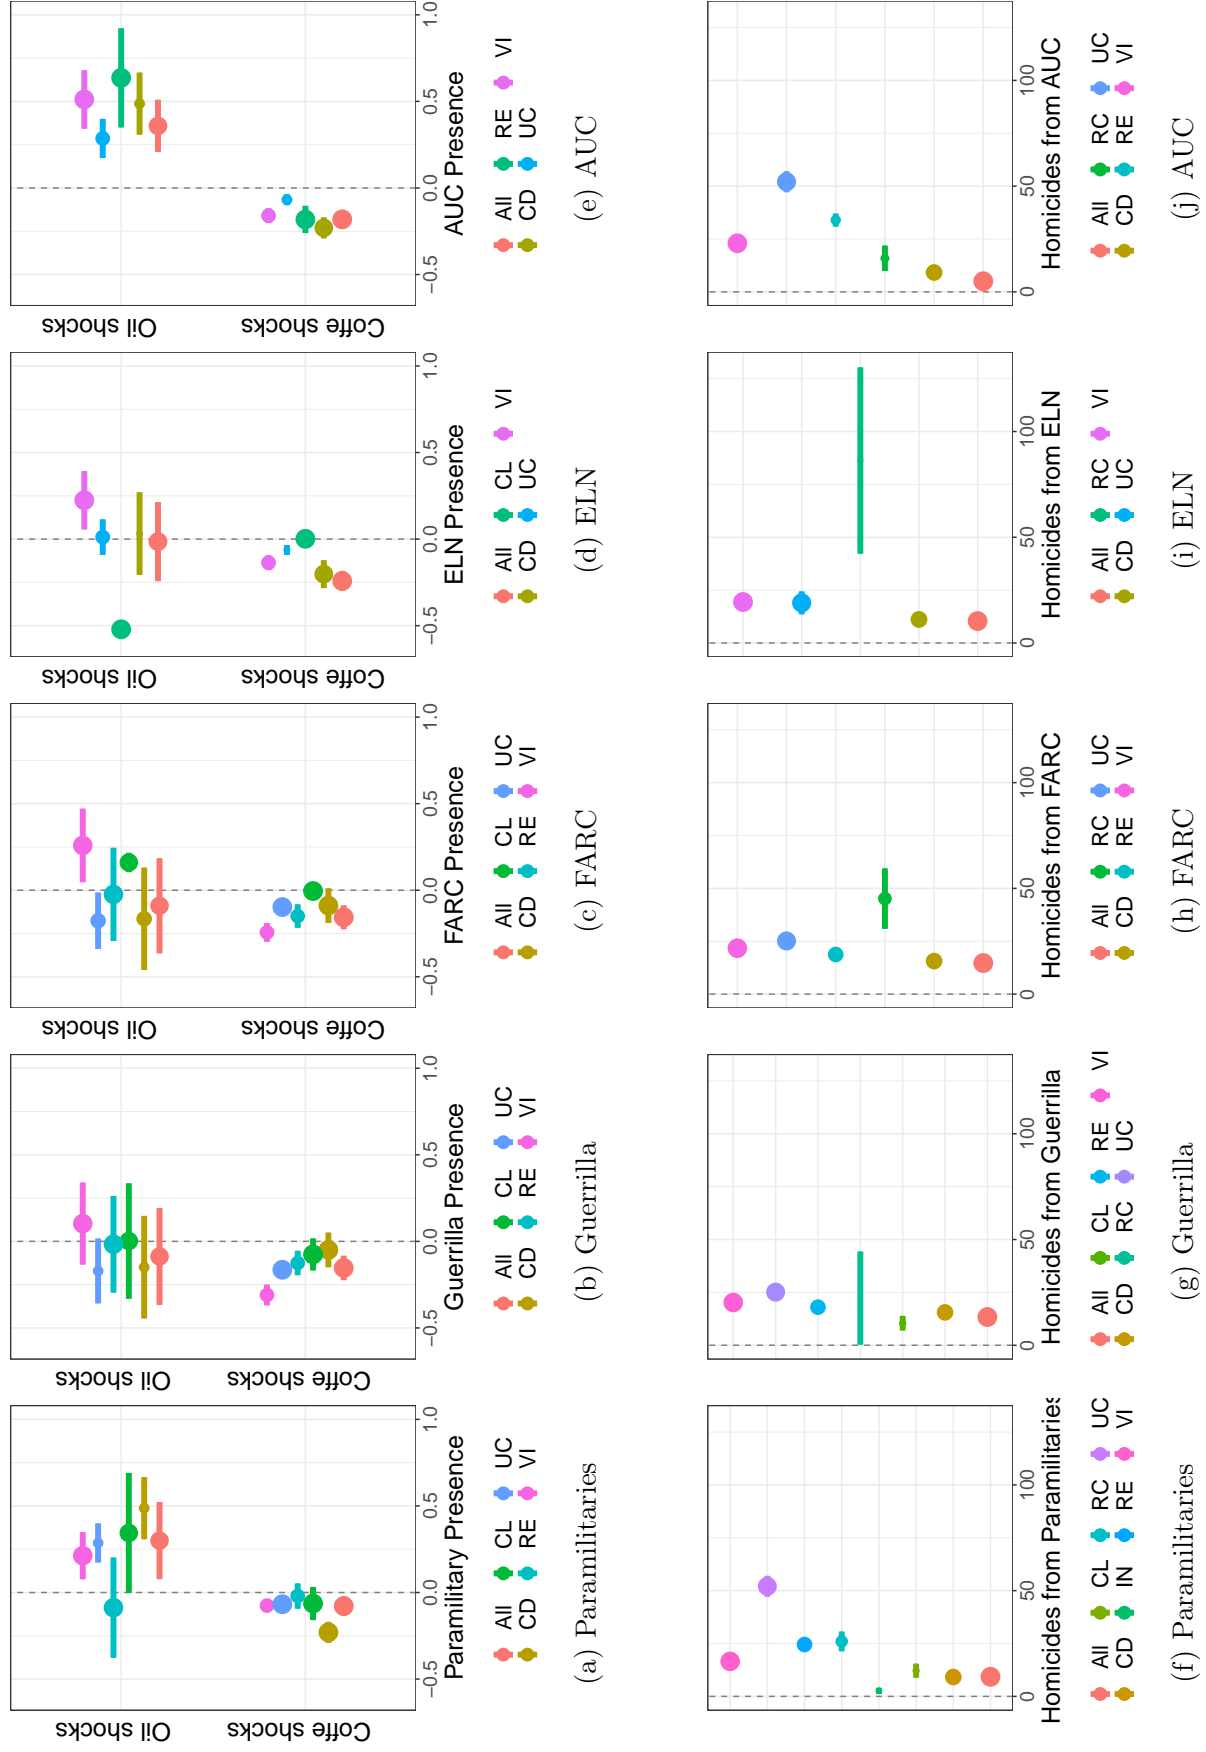 Oil shocks
Coffe shocks
−0.5 0.0 0.5 1.0
Paramilitary Presence
All CL UC
CD RE VI
(a) Paramilitaries
Oil shocks
Coffe shocks
−0.5 0.0 0.5 1.0
Guerrilla Presence
All CL UC
CD RE VI
(b) Guerrilla
Oil shocks
Coffe shocks
−0.5 0.0 0.5 1.0
FARC Presence
All CL UC
CD RE VI
(c) FARC
Oil shocks
Coffe shocks
−0.5 0.0 0.5 1.0
ELN Presence
All CL VI
CD UC
(d) ELN
Oil shocks
Coffe shocks
−0.5 0.0 0.5 1.0
AUC Presence
All RE VI
CD UC
(e) AUC
0 50 100
Homicides from Paramilitaries
All CL RC UC
CD IN RE VI
(f) Paramilitaries
0 50 100
Homicides from Guerrilla
All CL RE VI
CD RC UC
(g) Guerrilla
0 50 100
Homicides from FARC
All RC UC
CD RE VI
(h) FARC
0 50 100
Homicides from ELN
All RC VI
CD UC
(i) ELN
0 50 100
Homicides from AUC
All RC UC
CD RE VI
(j) AUC